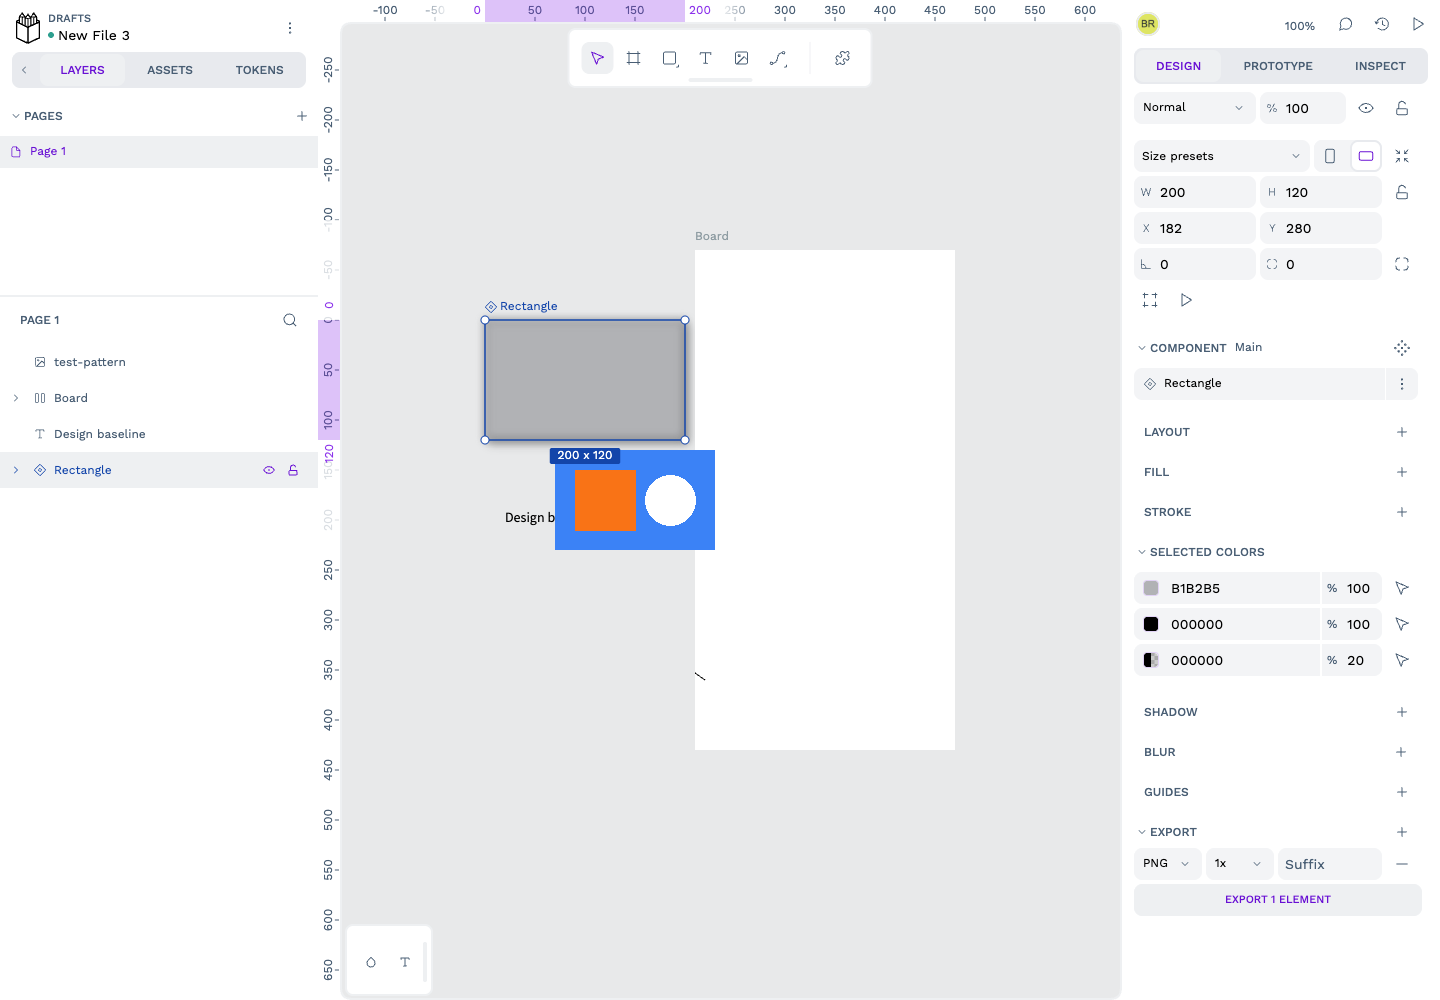 DRAFTS
New File 3
LAYERS
ASSETS
TOKENS
PAGES
Page 1
PAGE 1
test-pattern
Board
Design baseline
Rectangle
-100
-50
0
50
100
150
200
250
300
350
400
450
500
550
600
-250
-200
-150
-100
-50
0
0
50
100
120
150
200
250
300
350
400
450
500
550
600
650
Board
Rectangle
200 x 120
Design b
BR
100%
DESIGN
PROTOTYPE
INSPECT
Normal
% 100
Size presets
W 200
H 120
X 182
Y 280
0
0
COMPONENT Main
Rectangle
LAYOUT
FILL
STROKE
SELECTED COLORS
B1B2B5 % 100
000000 % 100
000000 % 20
SHADOW
BLUR
GUIDES
EXPORT
PNG
1x
Suffix
EXPORT 1 ELEMENT